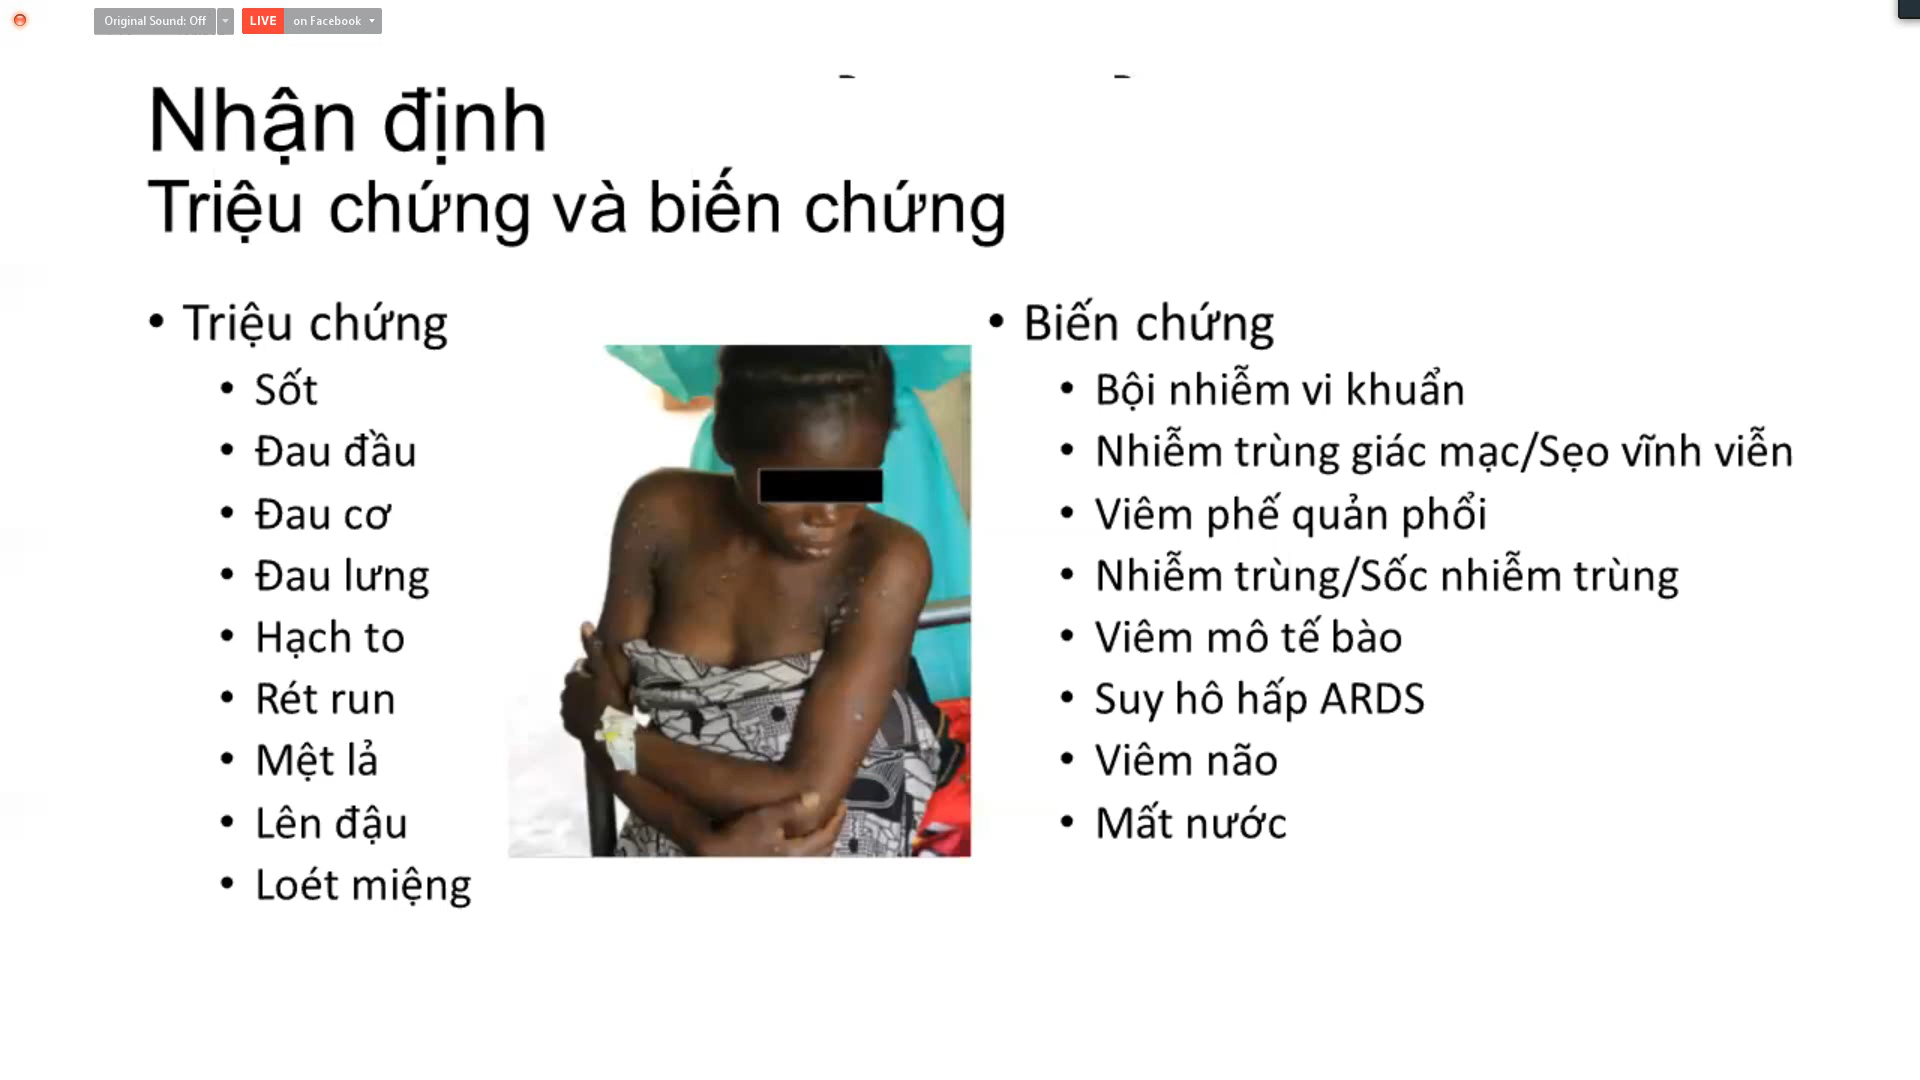 Original Sound: Off
LIVE on Facebook
Nhận định
Triệu chứng và biến chứng
• Triệu chứng
• Sốt
• Đau đầu
• Đau cơ
• Đau lưng
• Hạch to
• Rét run
• Mệt lả
• Lên đậu
• Loét miệng
• Biến chứng
• Bội nhiễm vi khuẩn
• Nhiễm trùng giác mạc/Sẹo vĩnh viễn
• Viêm phế quản phổi
• Nhiễm trùng/Sốc nhiễm trùng
• Viêm mô tế bào
• Suy hô hấp ARDS
• Viêm não
• Mất nước